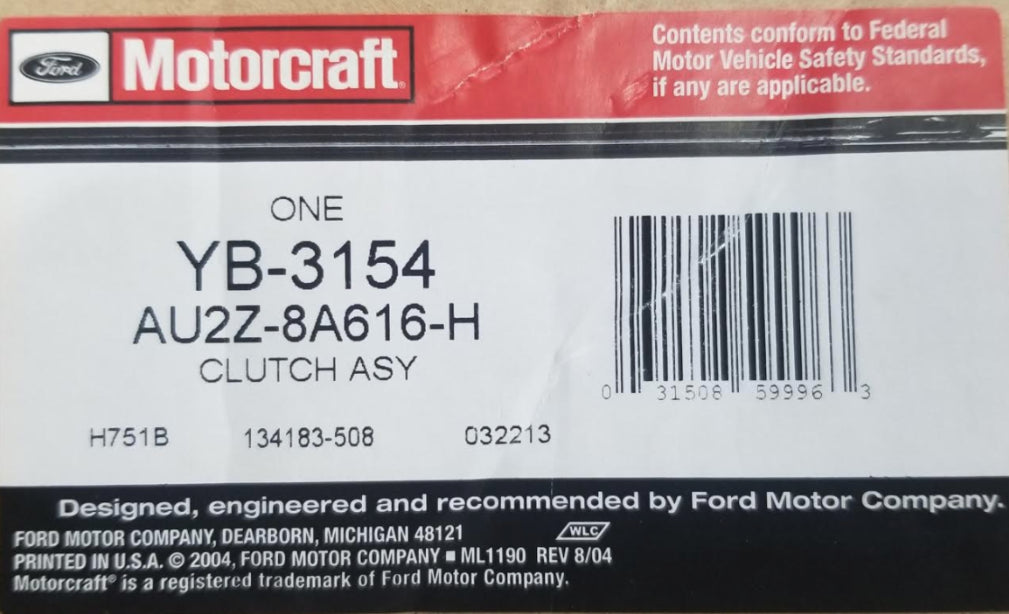 Ford
Motorcraft®
Contents conform to Federal
Motor Vehicle Safety Standards,
if any are applicable.
ONE
YB-3154
AU2Z-8A616-H
CLUTCH ASY
0 31508 59996 3
H751B 134183-508 032213
Designed, engineered and recommended by Ford Motor Company.
FORD MOTOR COMPANY, DEARBORN, MICHIGAN 48121
WLC
PRINTED IN U.S.A. © 2004, FORD MOTOR COMPANY ■ ML1190 REV 8/04
Motorcraft® is a registered trademark of Ford Motor Company.